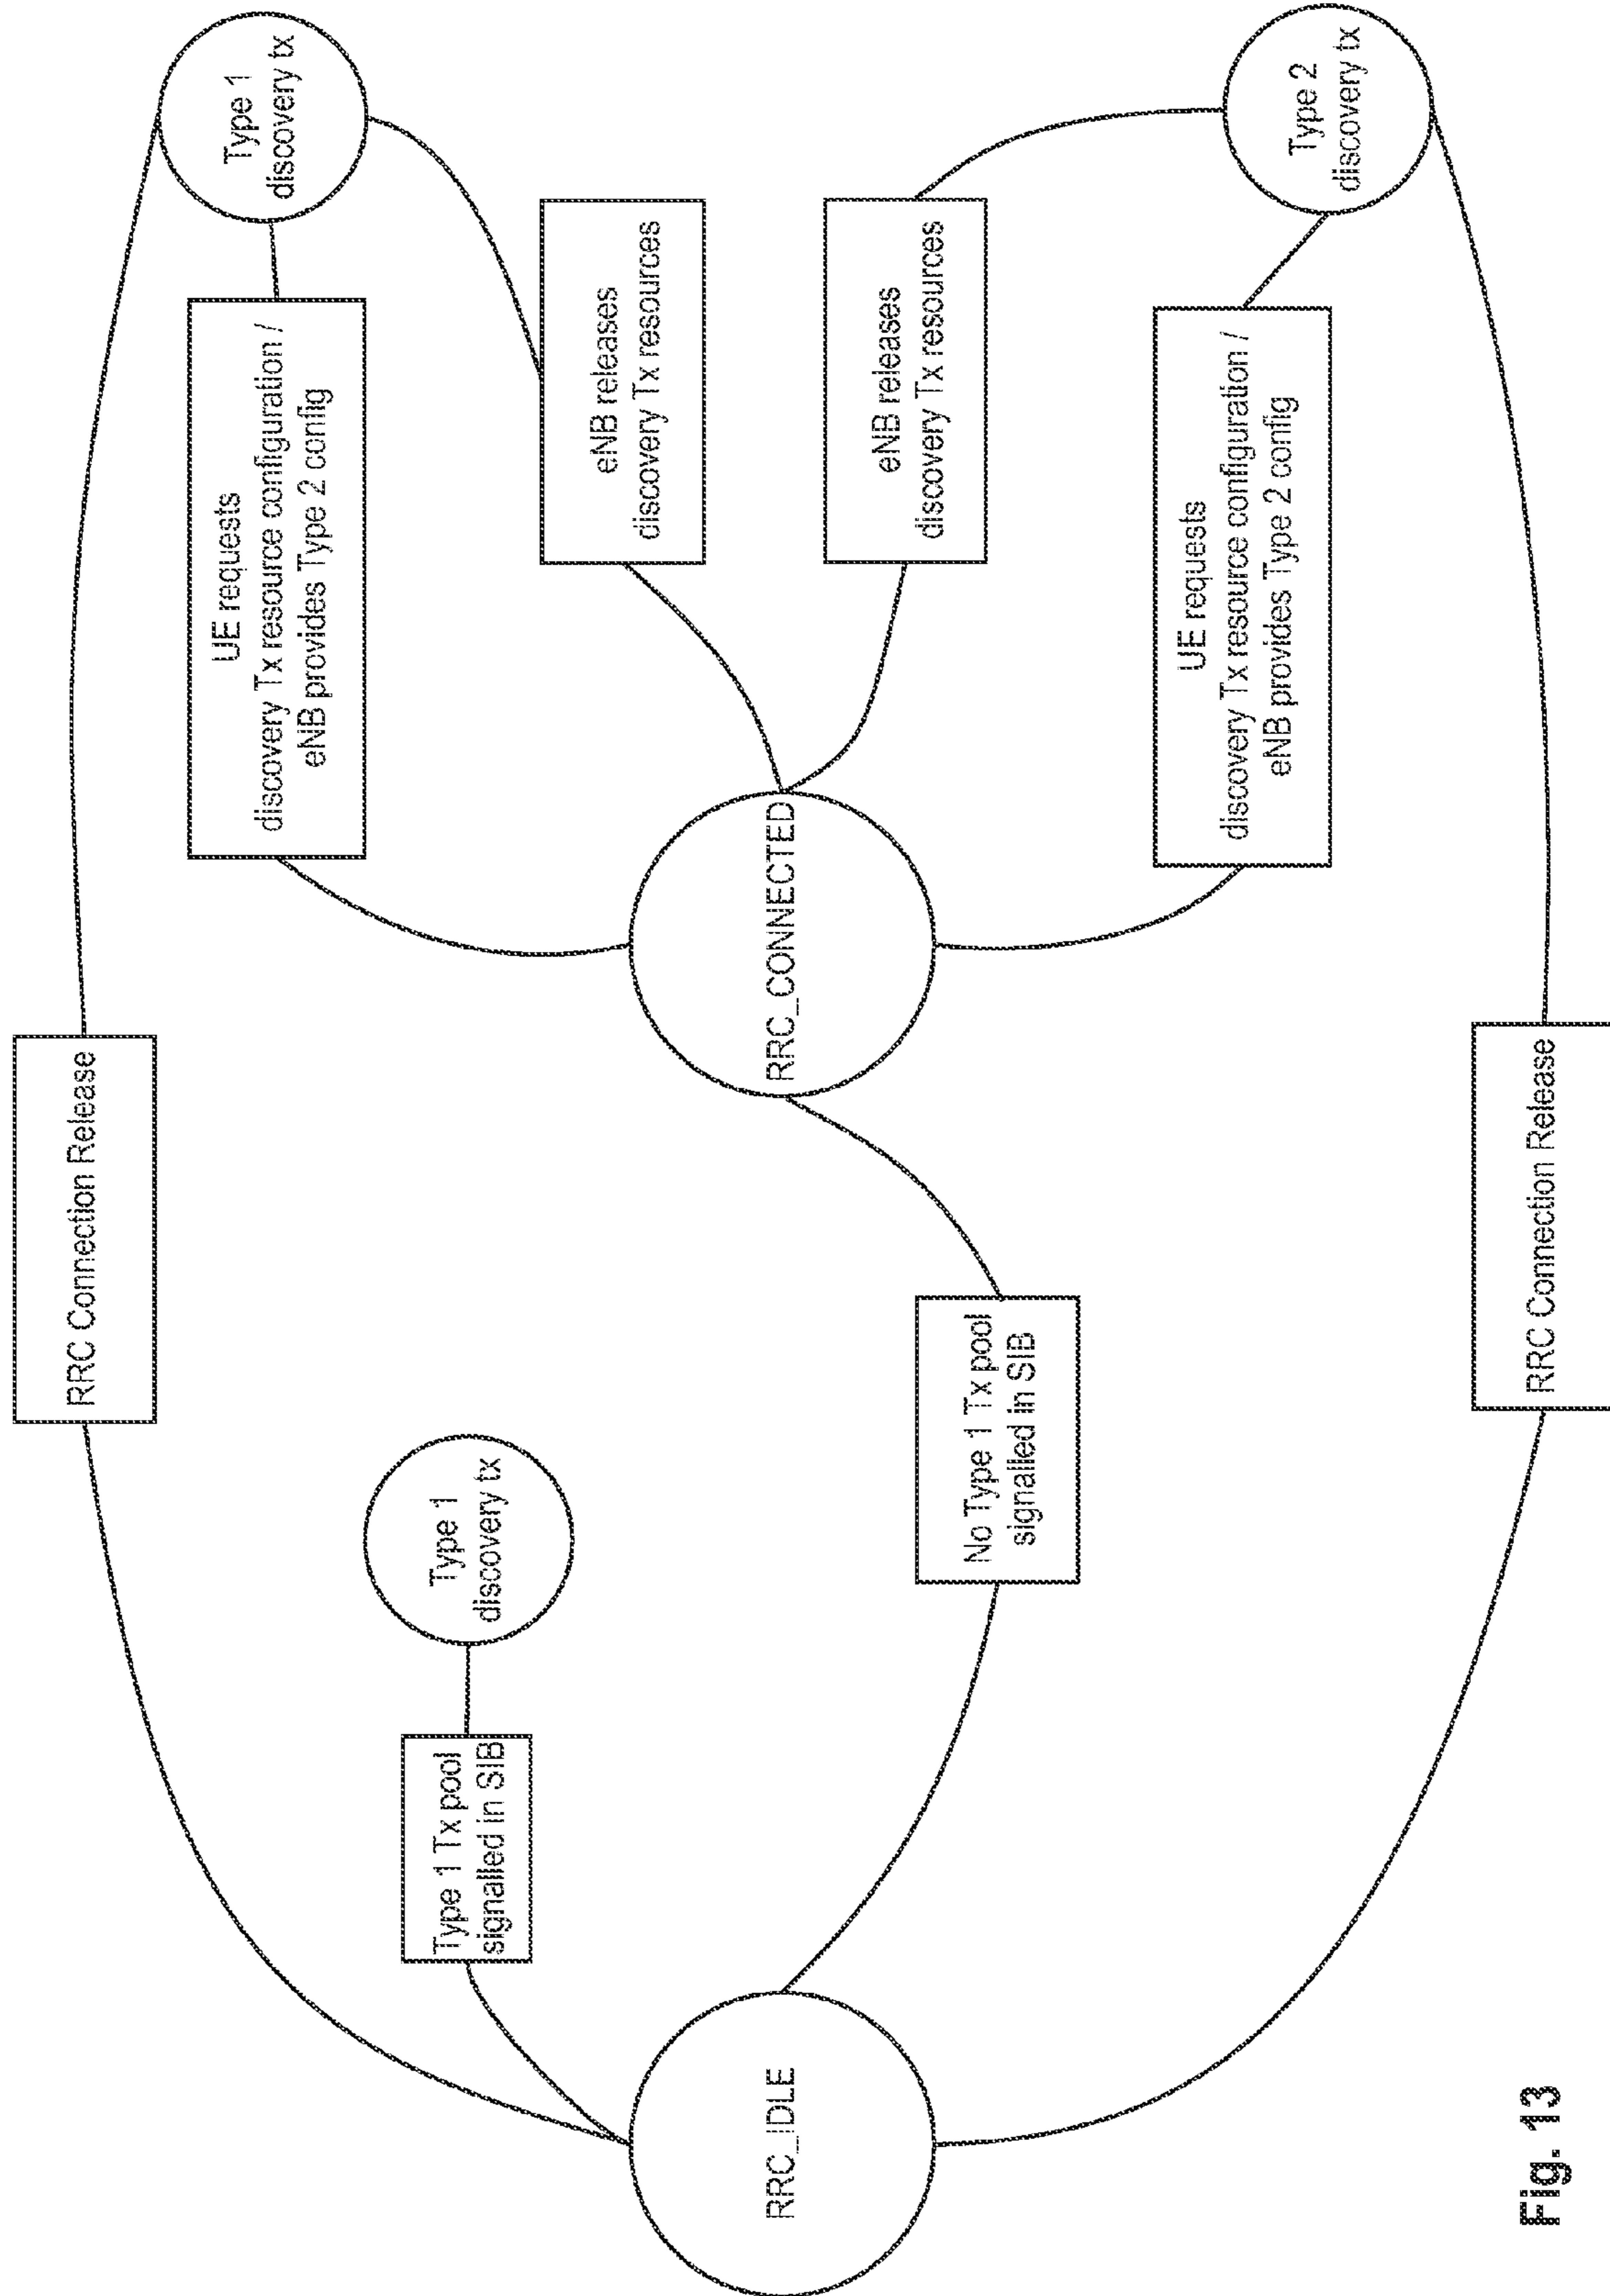 RRC Connection Release
Type 1
discovery tx
UE requests
discovery Tx resource configuration /
eNB provides Type 2 config
Type 1 Tx pool
signalled in SIB
Type 1
discovery tx
eNB releases
discovery Tx resources
RRC_IDLE
RRC_CONNECTED
No Type 1 Tx pool
signalled in SIB
eNB releases
discovery Tx resources
UE requests
discovery Tx resource configuration /
eNB provides Type 2 config
Type 2
discovery tx
RRC Connection Release
Fig. 13